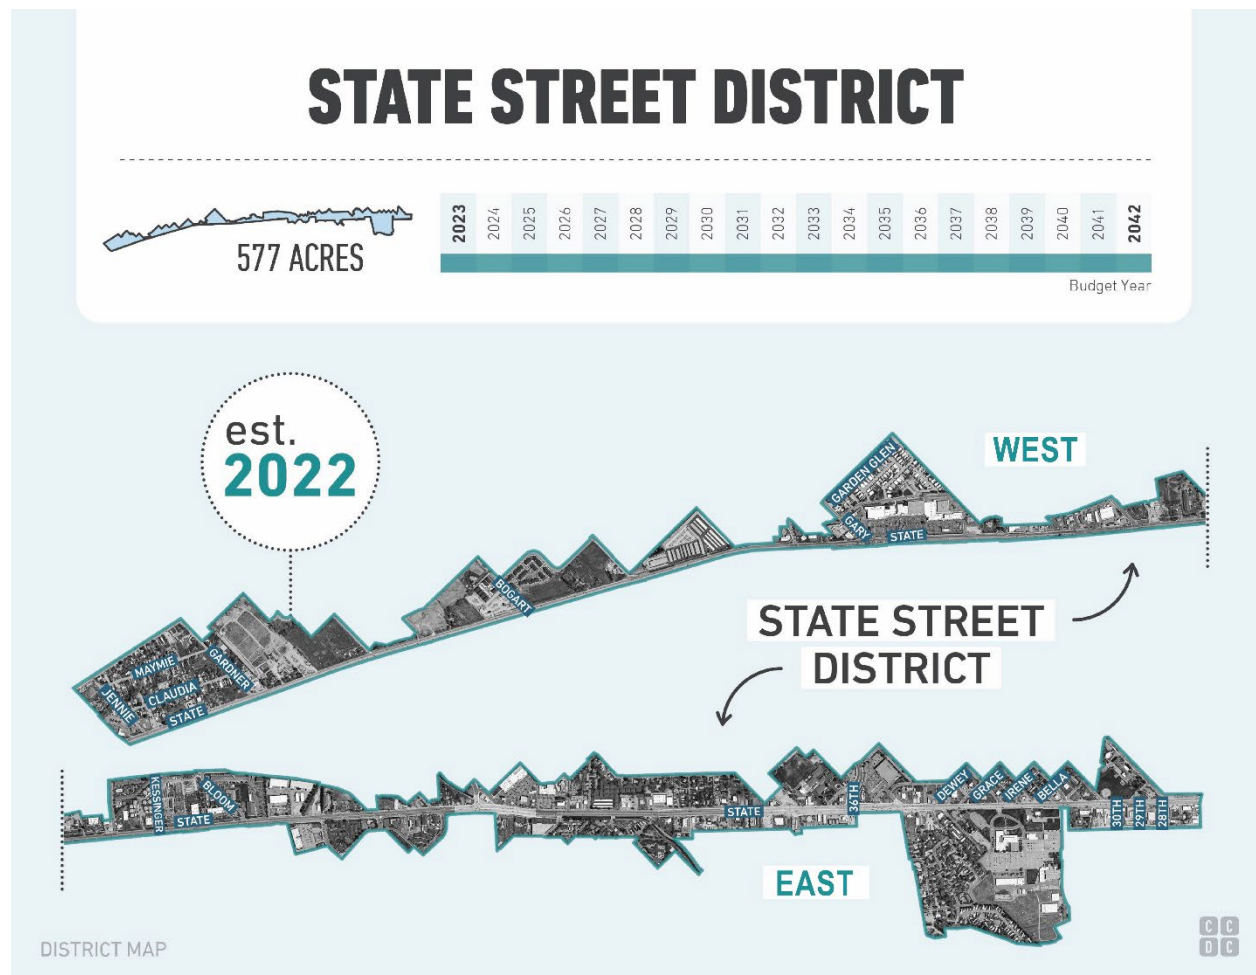 STATE STREET DISTRICT
577 ACRES
2023 2024 2025 2026 2027 2028 2029 2030 2031 2032 2033 2034 2035 2036 2037 2038 2039 2040 2041 2042
Budget Year
est.
2022
WEST
GARDEN GLEN
GARY
STATE
BOGART
STATE STREET
DISTRICT
MAYMIE
GARDNER
JENNIE
CLAUDIA
STATE
KESSINGER
BLOOM
STATE
STATE
36TH
DEWEY
GRACE
IRENE
BELLA
30TH
29TH
28TH
EAST
DISTRICT MAP
C C
D C